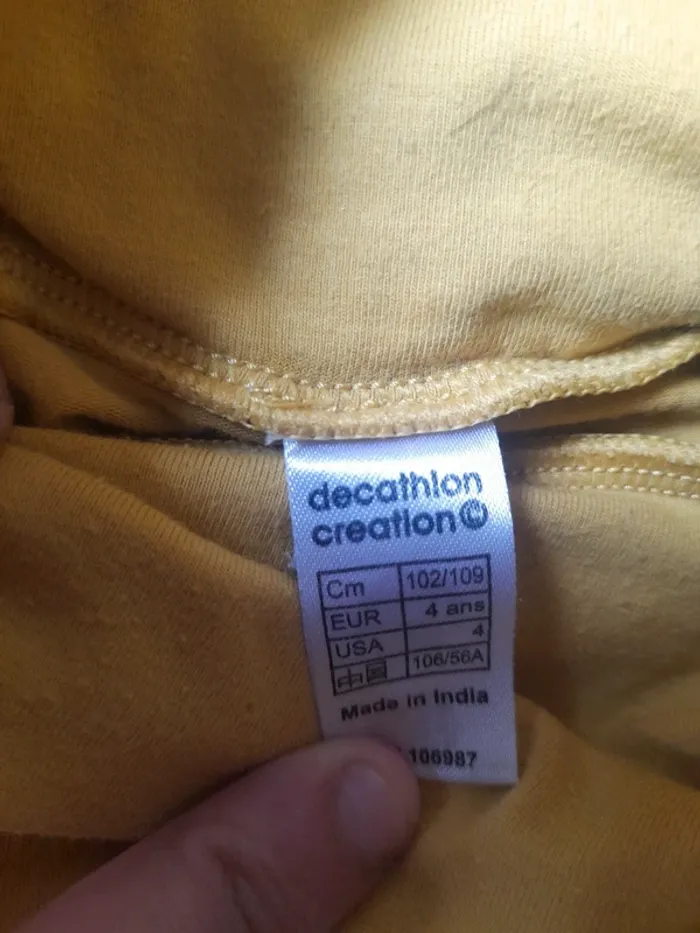 decathlon
creation©
Cm 102/109
EUR 4 ans
USA 4
中国 106/56A
Made in India
106987